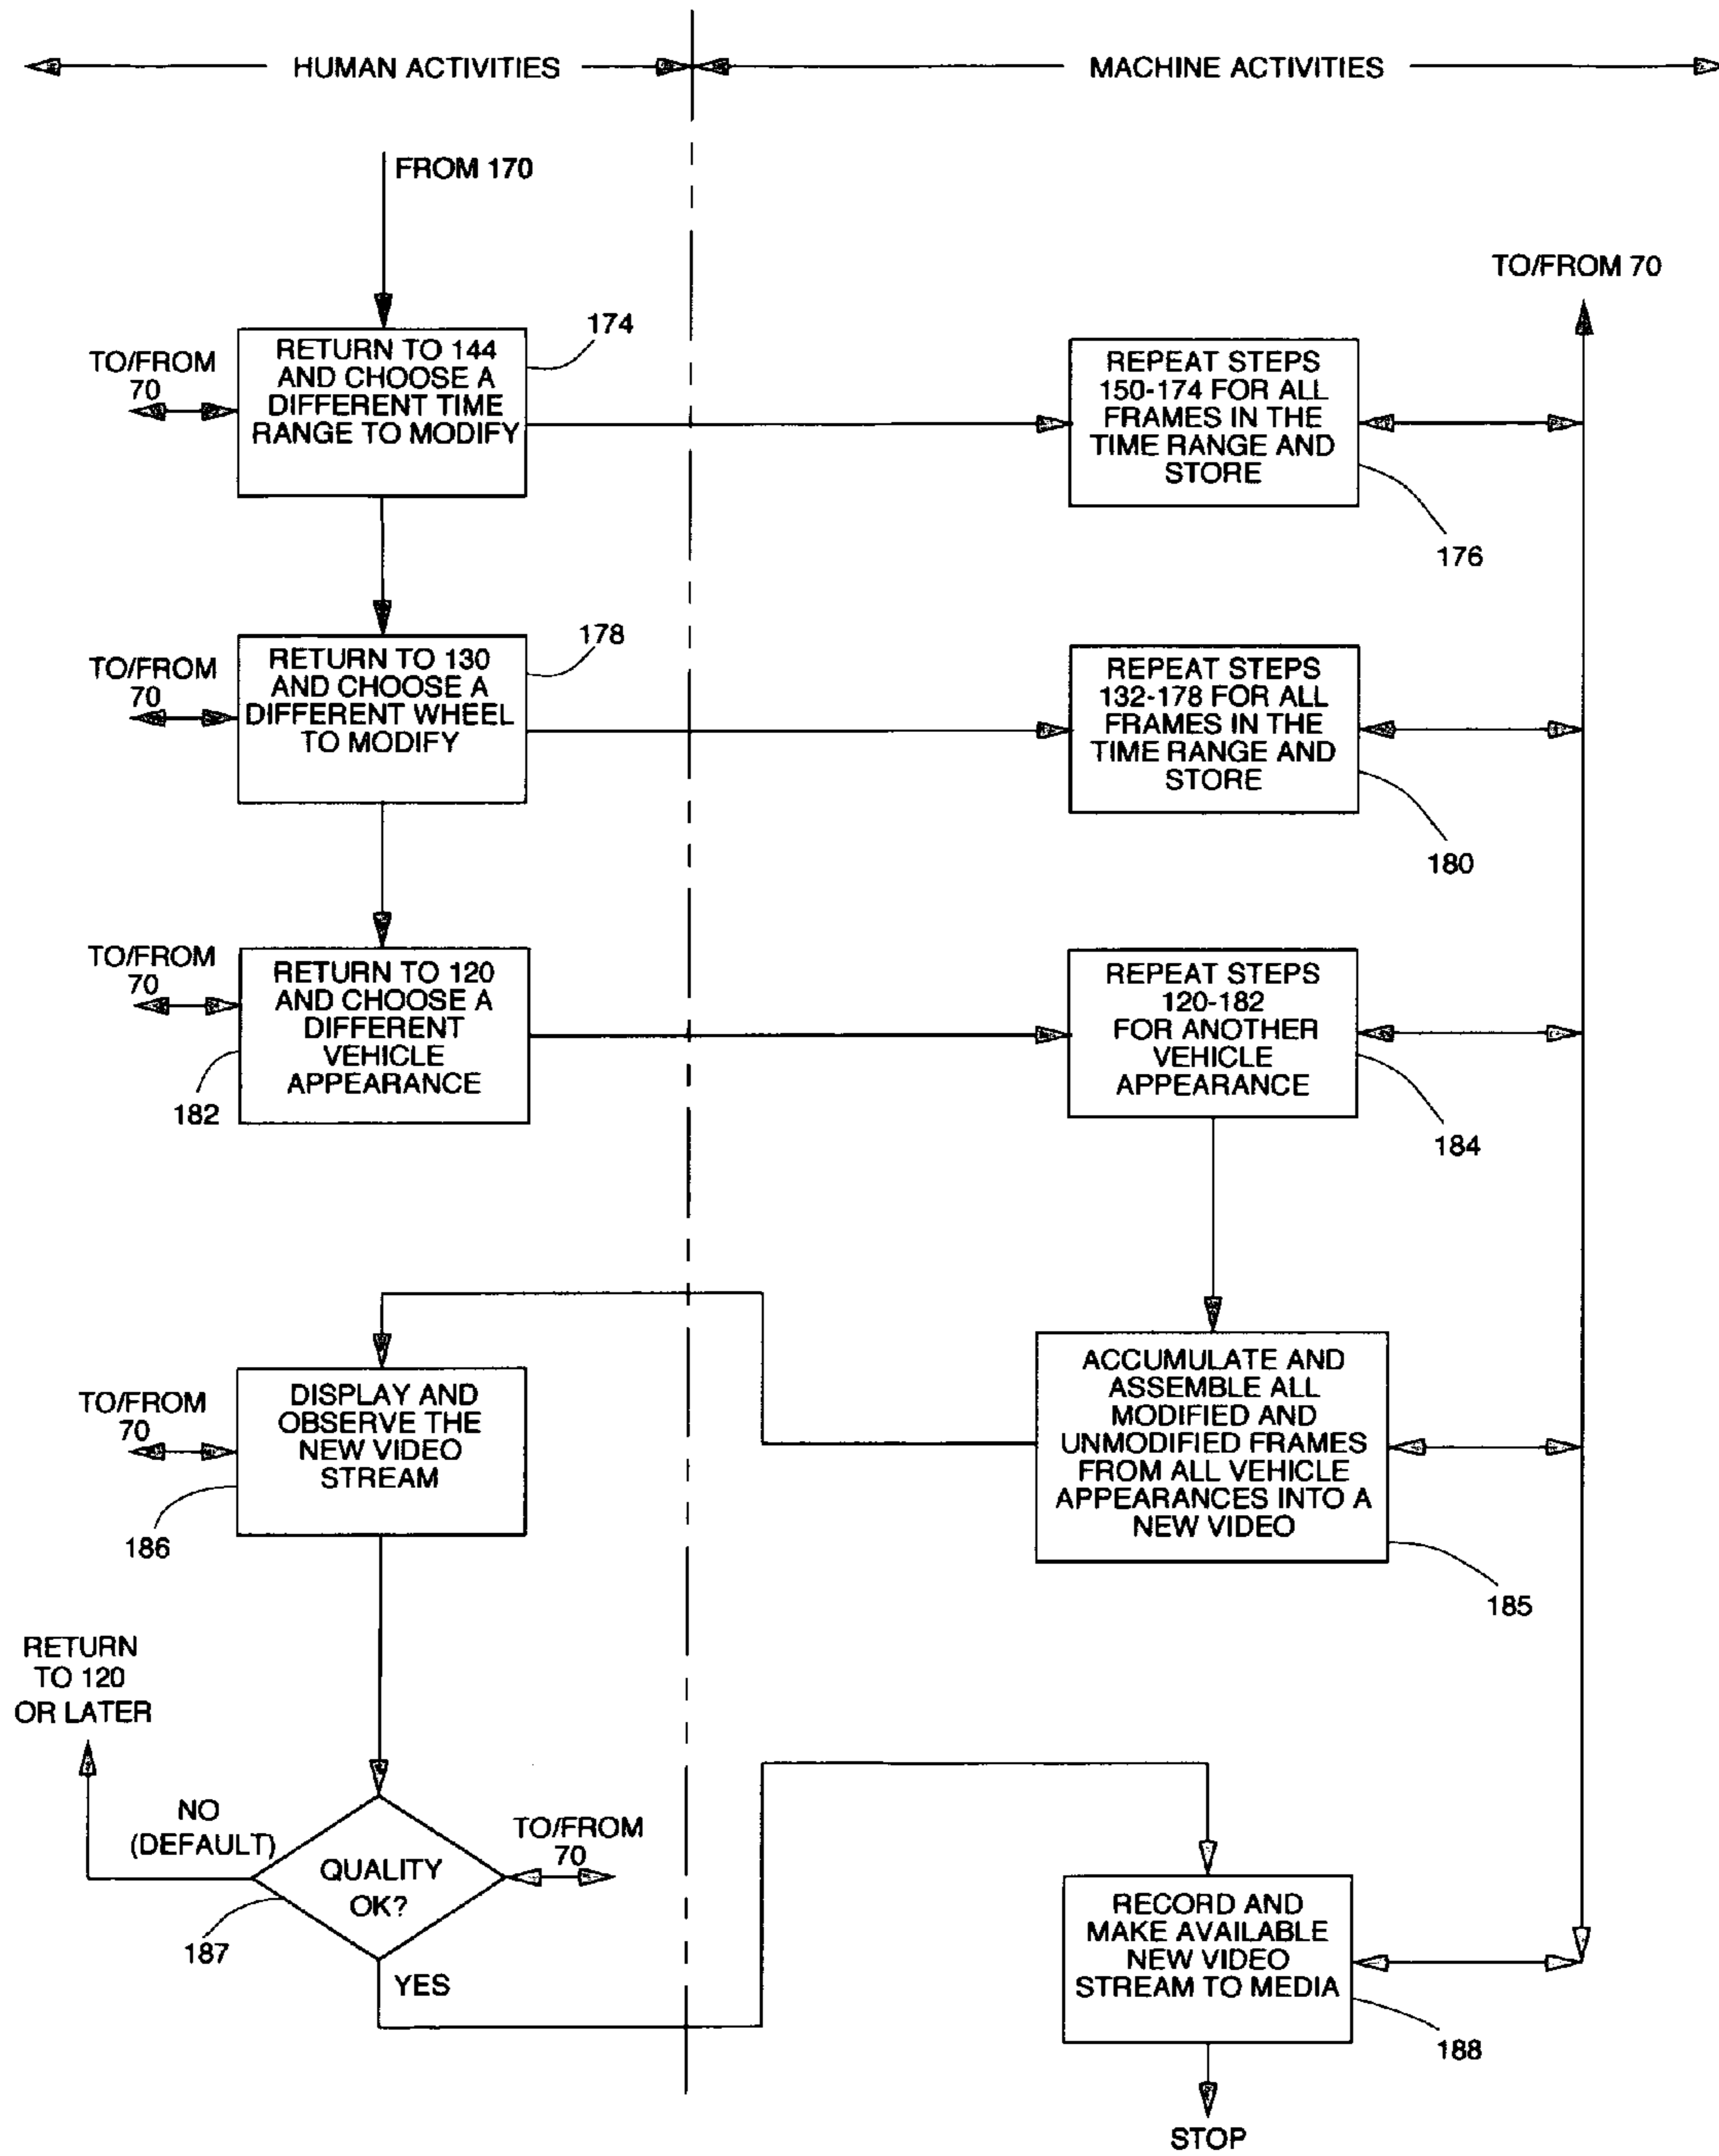 HUMAN ACTIVITIES
MACHINE ACTIVITIES
FROM 170
TO/FROM 70
TO/FROM
70
RETURN TO 144
AND CHOOSE A
DIFFERENT TIME
RANGE TO MODIFY
174
REPEAT STEPS
150-174 FOR ALL
FRAMES IN THE
TIME RANGE AND
STORE
176
TO/FROM
70
RETURN TO 130
AND CHOOSE A
DIFFERENT WHEEL
TO MODIFY
178
REPEAT STEPS
132-178 FOR ALL
FRAMES IN THE
TIME RANGE AND
STORE
180
TO/FROM
70
RETURN TO 120
AND CHOOSE A
DIFFERENT
VEHICLE
APPEARANCE
182
REPEAT STEPS
120-182
FOR ANOTHER
VEHICLE
APPEARANCE
184
ACCUMULATE AND
ASSEMBLE ALL
MODIFIED AND
UNMODIFIED FRAMES
FROM ALL VEHICLE
APPEARANCES INTO A
NEW VIDEO
185
TO/FROM
70
DISPLAY AND
OBSERVE THE
NEW VIDEO
STREAM
186
RETURN
TO 120
OR LATER
NO
(DEFAULT)
QUALITY
OK?
TO/FROM
70
187
YES
RECORD AND
MAKE AVAILABLE
NEW VIDEO
STREAM TO MEDIA
188
STOP